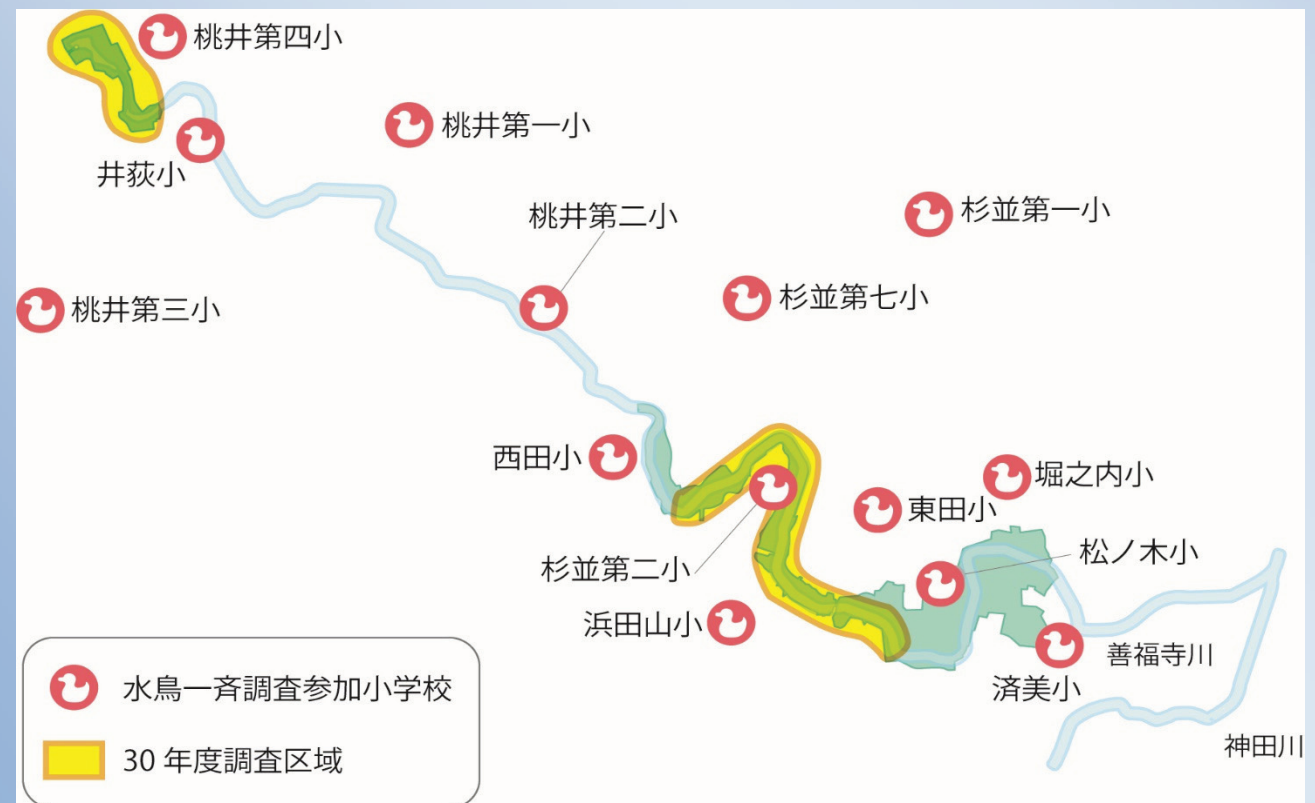 桃井第四小
桃井第一小
井荻小
桃井第二小
杉並第一小
桃井第三小
杉並第七小
西田小
堀之内小
東田小
松ノ木小
杉並第二小
浜田山小
善福寺川
済美小
神田川
水鳥一斉調査参加小学校
30 年度調査区域